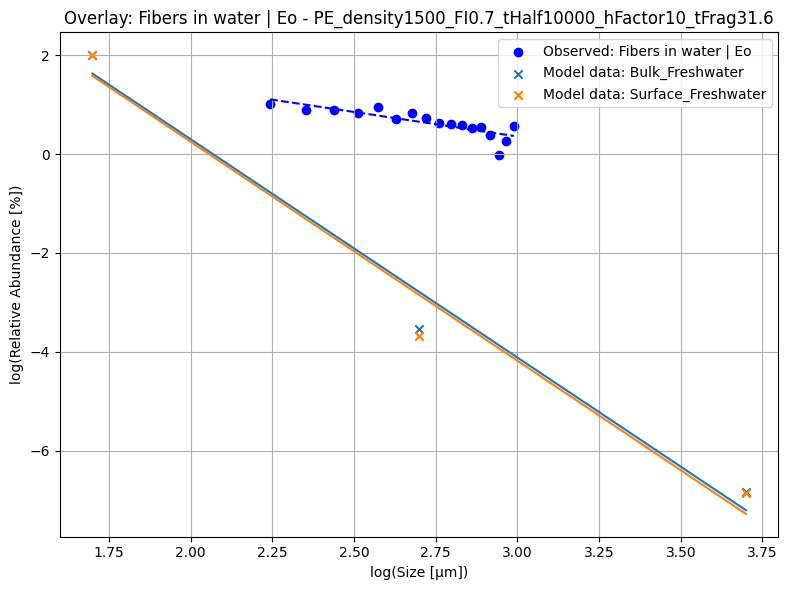 Overlay: Fibers in water | Eo - PE_density1500_FI0.7_tHalf10000_hFactor10_tFrag31.6
Observed: Fibers in water | Eo
Model data: Bulk_Freshwater
Model data: Surface_Freshwater
log(Relative Abundance [%])
2
0
−2
−4
−6
1.75 2.00 2.25 2.50 2.75 3.00 3.25 3.50 3.75
log(Size [μm])